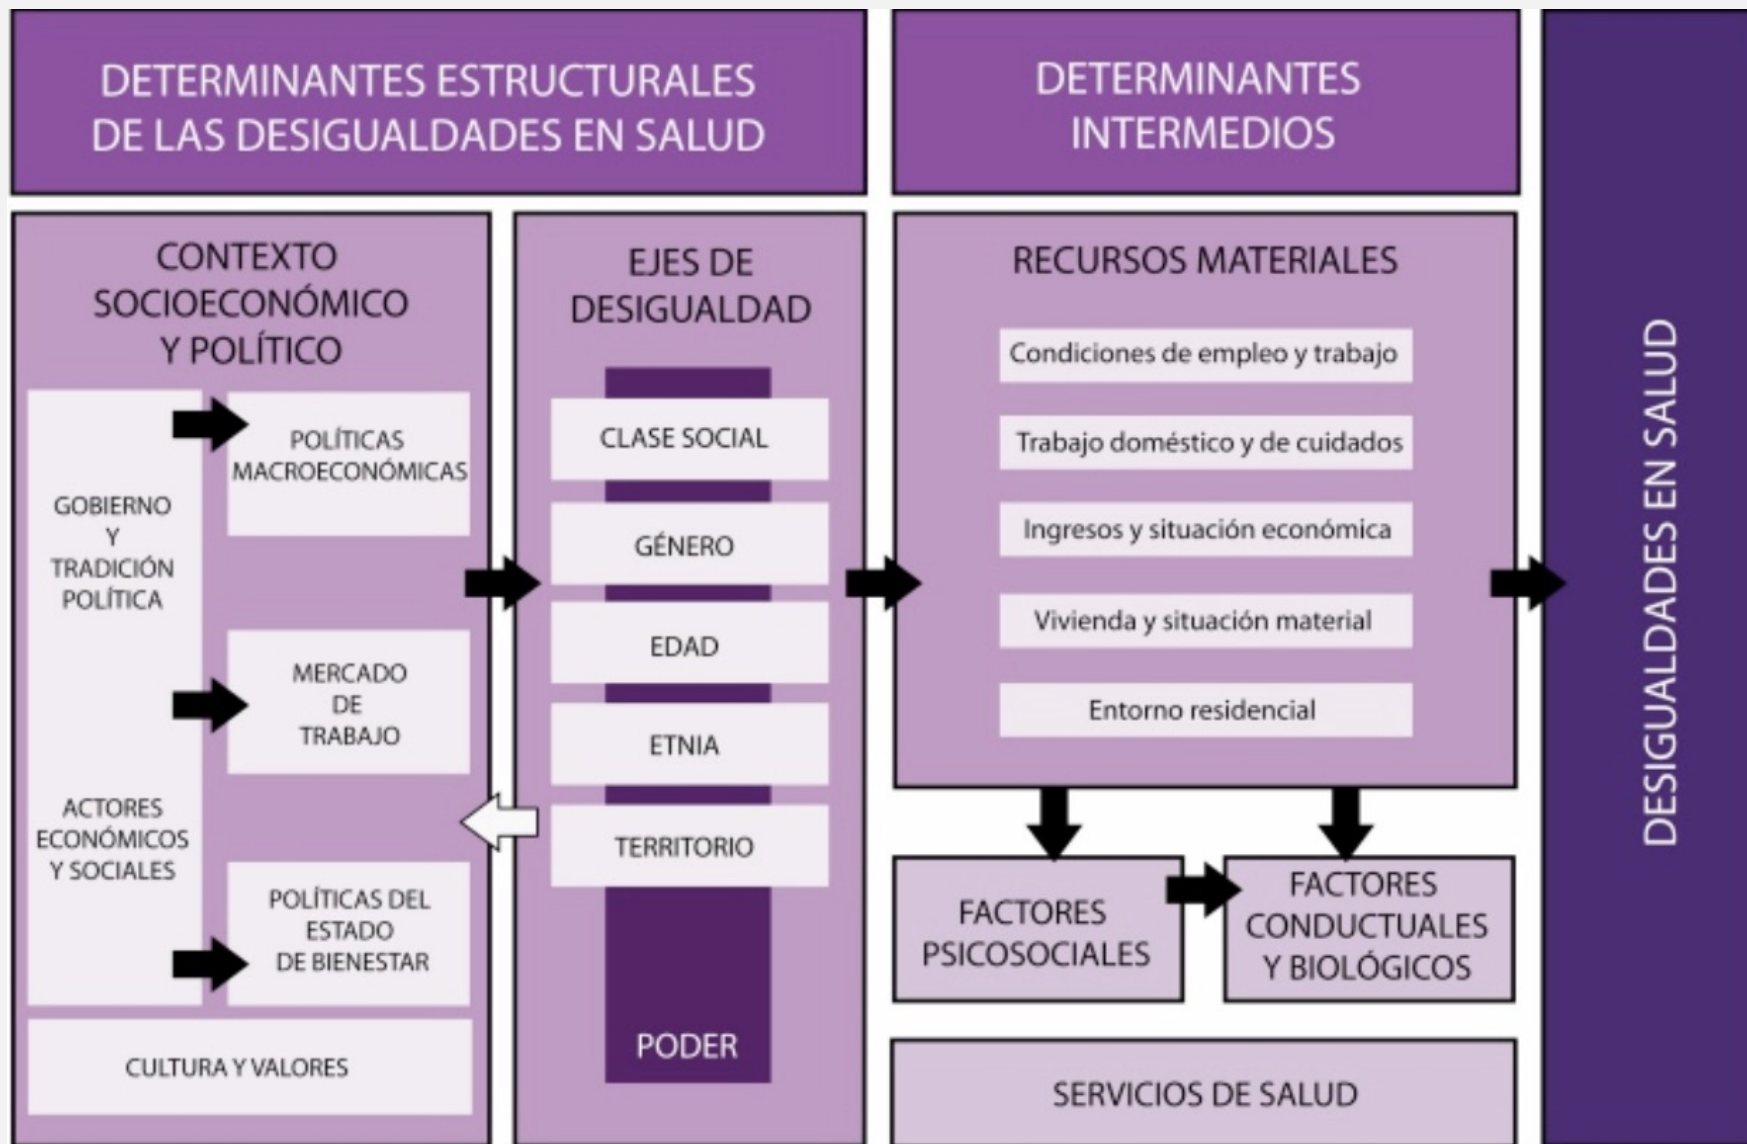 DETERMINANTES ESTRUCTURALES
DE LAS DESIGUALDADES EN SALUD
DETERMINANTES
INTERMEDIOS
CONTEXTO
SOCIOECONÓMICO
Y POLÍTICO
GOBIERNO
Y
TRADICIÓN
POLÍTICA
ACTORES
ECONÓMICOS
Y SOCIALES
POLÍTICAS
MACROECONÓMICAS
MERCADO
DE
TRABAJO
POLÍTICAS DEL
ESTADO
DE BIENESTAR
CULTURA Y VALORES
EJES DE
DESIGUALDAD
CLASE SOCIAL
GÉNERO
EDAD
ETNIA
TERRITORIO
PODER
RECURSOS MATERIALES
Condiciones de empleo y trabajo
Trabajo doméstico y de cuidados
Ingresos y situación económica
Vivienda y situación material
Entorno residencial
FACTORES
PSICOSOCIALES
FACTORES
CONDUCTUALES
Y BIOLÓGICOS
SERVICIOS DE SALUD
DESIGUALDADES EN SALUD